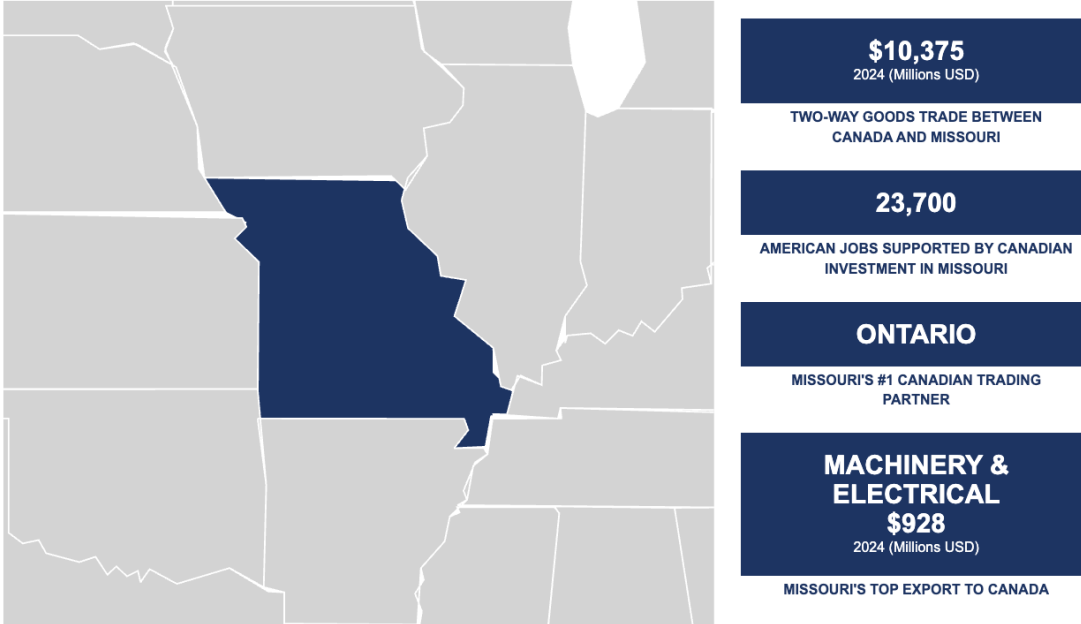 $10,375
2024 (Millions USD)
TWO-WAY GOODS TRADE BETWEEN
CANADA AND MISSOURI
23,700
AMERICAN JOBS SUPPORTED BY CANADIAN
INVESTMENT IN MISSOURI
ONTARIO
MISSOURI'S #1 CANADIAN TRADING
PARTNER
MACHINERY &
ELECTRICAL
$928
2024 (Millions USD)
MISSOURI'S TOP EXPORT TO CANADA